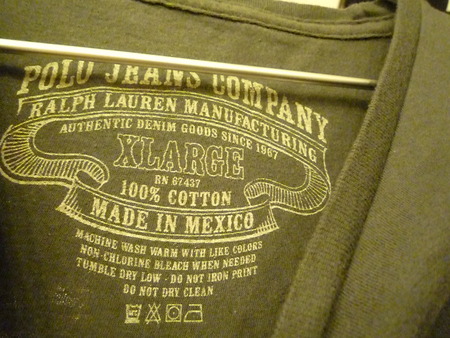 POLO JEANS COMPANY
RALPH LAUREN MANUFACTURING
AUTHENTIC DENIM GOODS SINCE 1967
XLARGE
RN 67437
100% COTTON
MADE IN MEXICO
MACHINE WASH WARM WITH LIKE COLORS
NON-CHLORINE BLEACH WHEN NEEDED
TUMBLE DRY LOW - DO NOT IRON PRINT
DO NOT DRY CLEAN